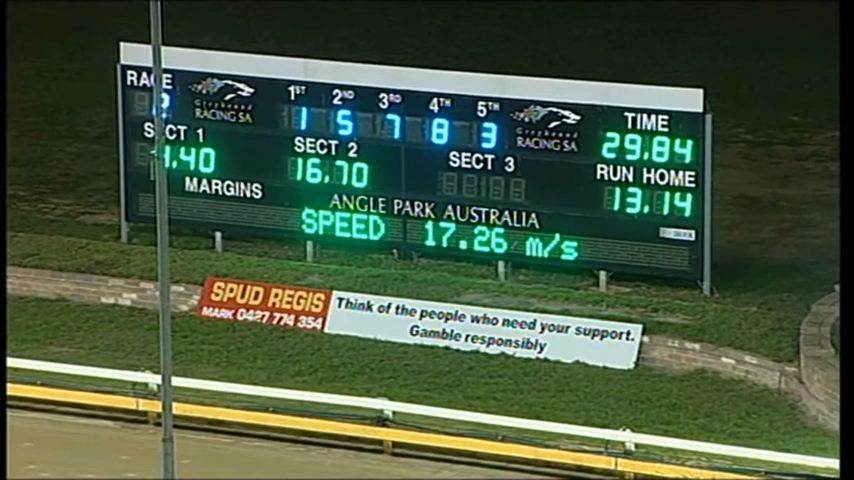 RACE
Greyhound
RACING SA
1ST 2ND 3RD 4TH 5TH
1 5 7 8 3
Greyhound
RACING SA
TIME
29.84
SECT 1
4.40
SECT 2
16.70
SECT 3
RUN HOME
13.14
MARGINS
ANGLE PARK AUSTRALIA
SPEED 17.26 m/s
SPUD REGIS
MARK 0427 774 354
Think of the people who need your support.
Gamble responsibly